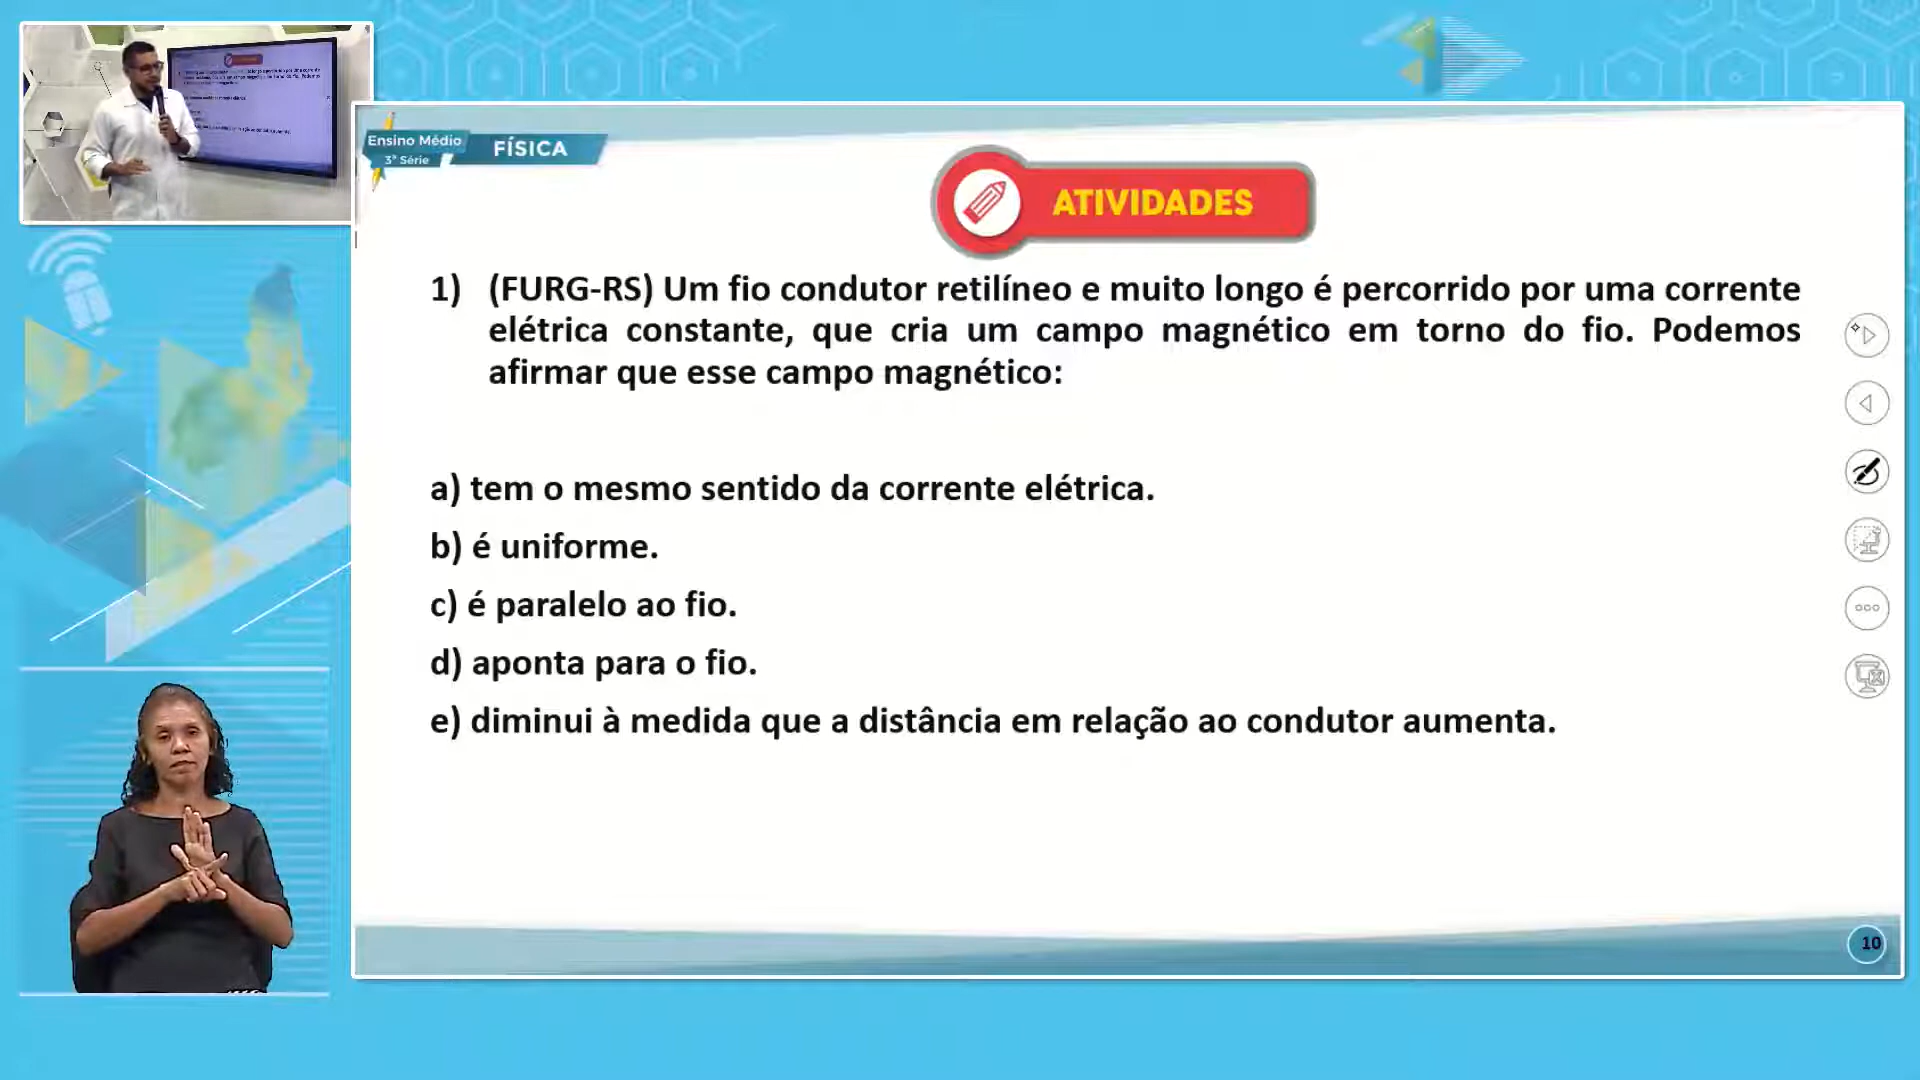 Ensino Médio
3ª Série
FÍSICA
ATIVIDADES
1) (FURG-RS) Um fio condutor retilíneo e muito longo é percorrido por uma corrente
elétrica constante, que cria um campo magnético em torno do fio. Podemos
afirmar que esse campo magnético:
a) tem o mesmo sentido da corrente elétrica.
b) é uniforme.
c) é paralelo ao fio.
d) aponta para o fio.
e) diminui à medida que a distância em relação ao condutor aumenta.
10